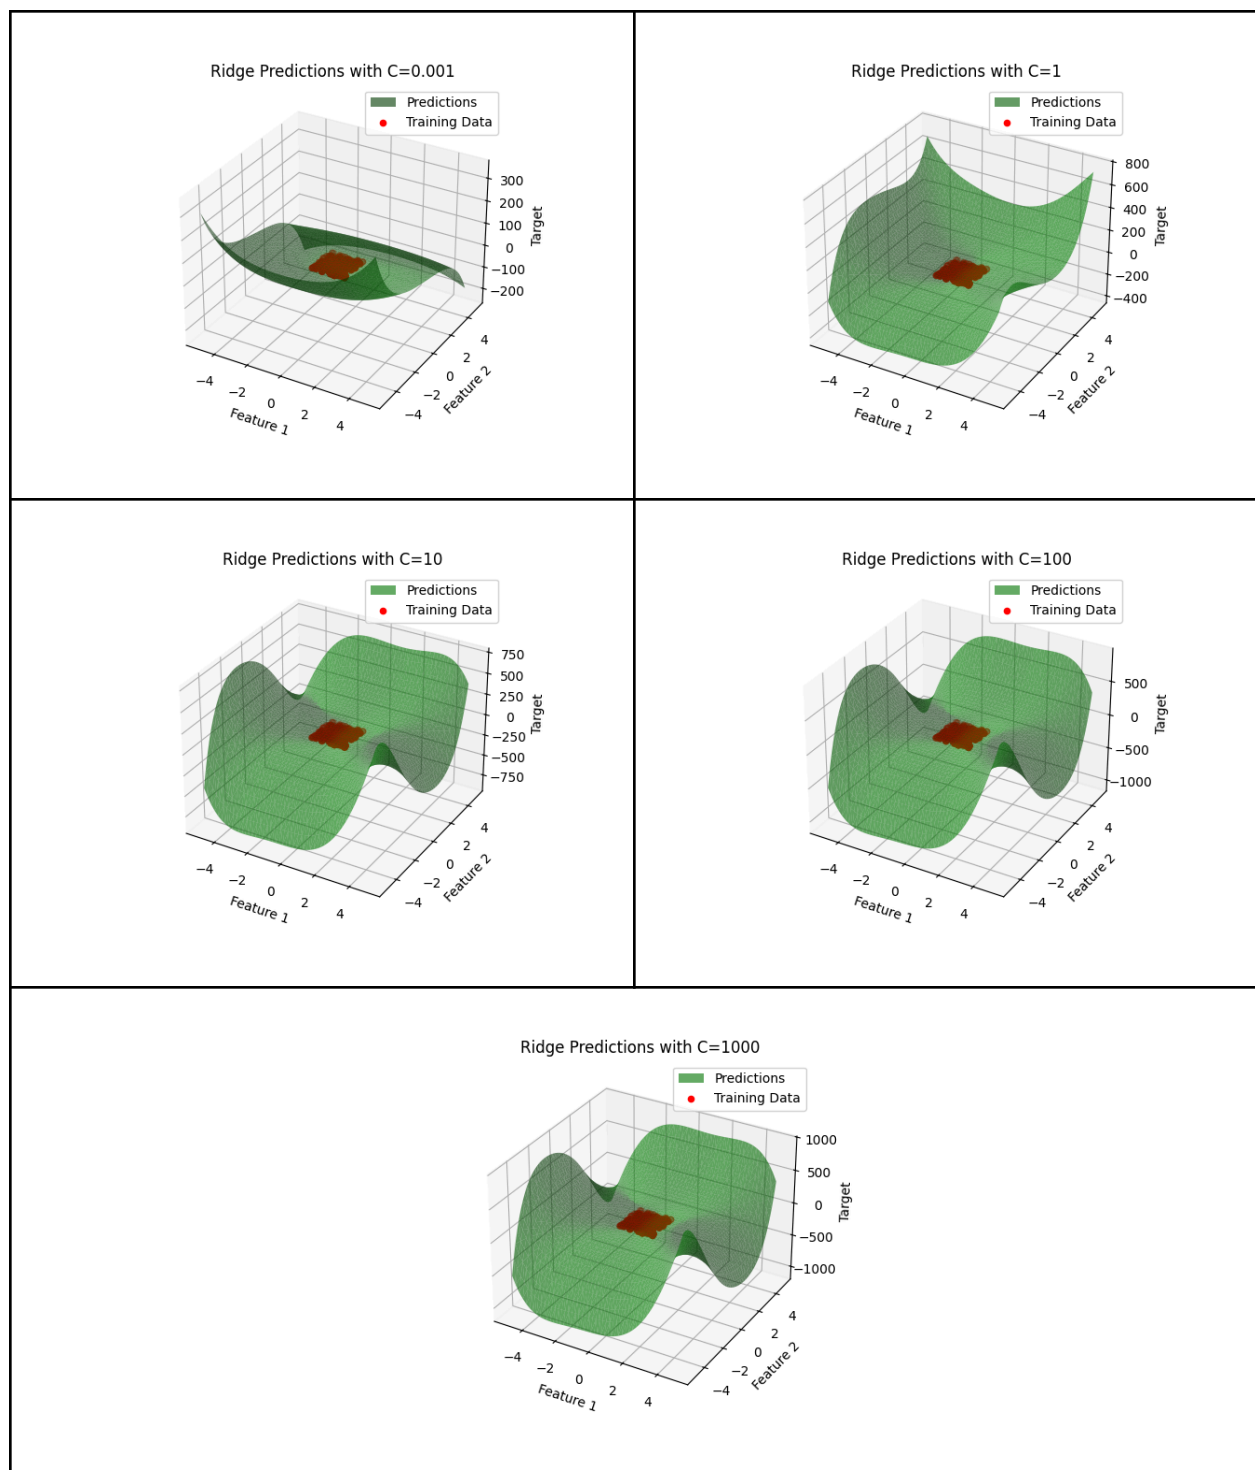 Ridge Predictions with C=0.001
Predictions
Training Data
300
200
100
0
−100
−200
Target
4
2
0
−2
−4
Feature 2
−4
−2
0
2
4
Feature 1
Ridge Predictions with C=1
Predictions
Training Data
800
600
400
200
0
−200
−400
Target
4
2
0
−2
−4
Feature 2
−4
−2
0
2
4
Feature 1
Ridge Predictions with C=10
Predictions
Training Data
750
500
250
0
−250
−500
−750
Target
4
2
0
−2
−4
Feature 2
−4
−2
0
2
4
Feature 1
Ridge Predictions with C=100
Predictions
Training Data
500
0
−500
−1000
Target
4
2
0
−2
−4
Feature 2
−4
−2
0
2
4
Feature 1
Ridge Predictions with C=1000
Predictions
Training Data
1000
500
0
−500
−1000
Target
4
2
0
−2
−4
Feature 2
−4
−2
0
2
4
Feature 1